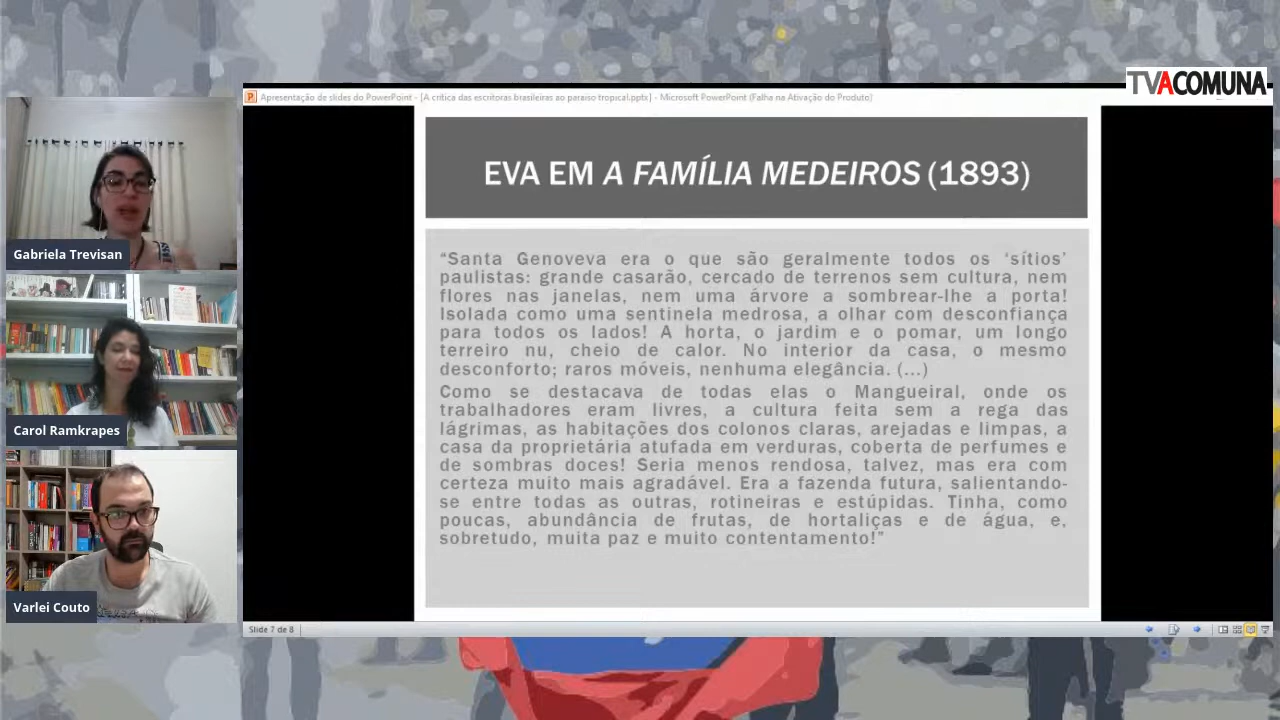 TVACOMUNA
Apresentação de slides do PowerPoint - [A crítica das escritoras brasileiras ao paraíso tropical.pptx] - Microsoft PowerPoint (Falha na Ativação do Produto)
EVA EM A FAMÍLIA MEDEIROS (1893)
“Santa Genoveva era o que são geralmente todos os ‘sítios’
paulistas: grande casarão, cercado de terrenos sem cultura, nem
flores nas janelas, nem uma árvore a sombrear-lhe a porta!
Isolada como uma sentinela medrosa, a olhar com desconfiança
para todos os lados! A horta, o jardim e o pomar, um longo
terreiro nu, cheio de calor. No interior da casa, o mesmo
desconforto; raros móveis, nenhuma elegância. (...)
Como se destacava de todas elas o Mangueiral, onde os
trabalhadores eram livres, a cultura feita sem a rega das
lágrimas, as habitações dos colonos claras, arejadas e limpas, a
casa da proprietária atufada em verduras, coberta de perfumes e
de sombras doces! Seria menos rendosa, talvez, mas era com
certeza muito mais agradável. Era a fazenda futura, salientando-
se entre todas as outras, rotineiras e estúpidas. Tinha, como
poucas, abundância de frutas, de hortaliças e de água, e,
sobretudo, muita paz e muito contentamento!”
Slide 7 de 8
Gabriela Trevisan
Carol Ramkrapes
Varlei Couto